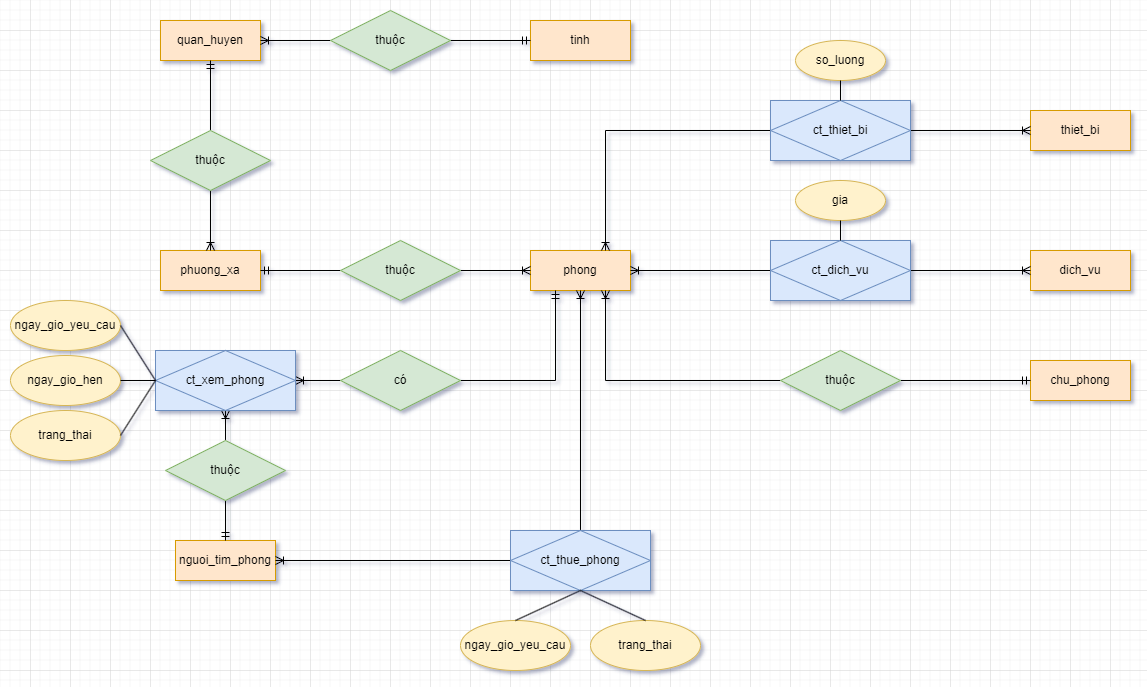 quan_huyen
thuộc
tinh
so_luong
ct_thiet_bi
thiet_bi
thuộc
gia
phuong_xa
thuộc
phong
ct_dich_vu
dich_vu
ngay_gio_yeu_cau
ngay_gio_hen
ct_xem_phong
có
thuộc
chu_phong
trang_thai
thuộc
nguoi_tim_phong
ct_thue_phong
ngay_gio_yeu_cau
trang_thai